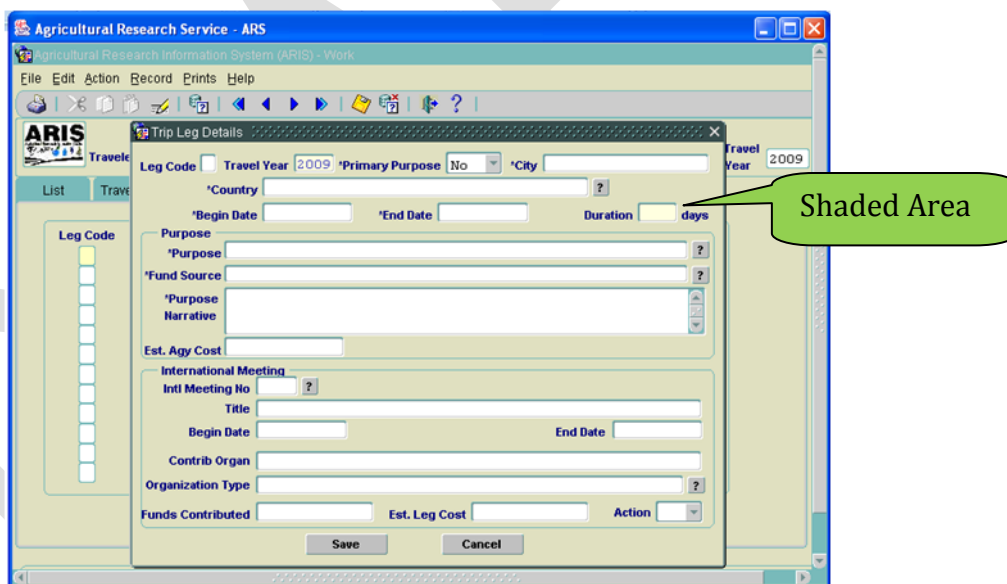 Agricultural Research Service - ARS
Agricultural Research Information System (ARIS) - Work
File Edit Action Record Prints Help
ARIS
Travele
Travel Year 2009
List Trave
Leg Code
Trip Leg Details
Leg Code Travel Year 2009 *Primary Purpose No *City
*Country ?
*Begin Date *End Date Duration days
Shaded Area
Purpose
*Purpose ?
*Fund Source ?
*Purpose
Narrative
Est. Agy Cost
International Meeting
Intl Meeting No ?
Title
Begin Date End Date
Contrib Organ
Organization Type ?
Funds Contributed Est. Leg Cost Action
Save Cancel